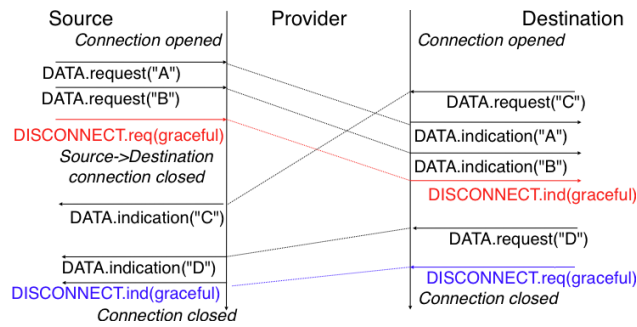 Source Provider Destination
Connection opened Connection opened
DATA.request("A")
DATA.request("B") DATA.request("C")
DISCONNECT.req(graceful) DATA.indication("A")
Source->Destination
connection closed DATA.indication("B")
DISCONNECT.ind(graceful)
DATA.indication("C")
DATA.request("D")
DATA.indication("D")
DISCONNECT.req(graceful)
DISCONNECT.ind(graceful)
Connection closed
Connection closed